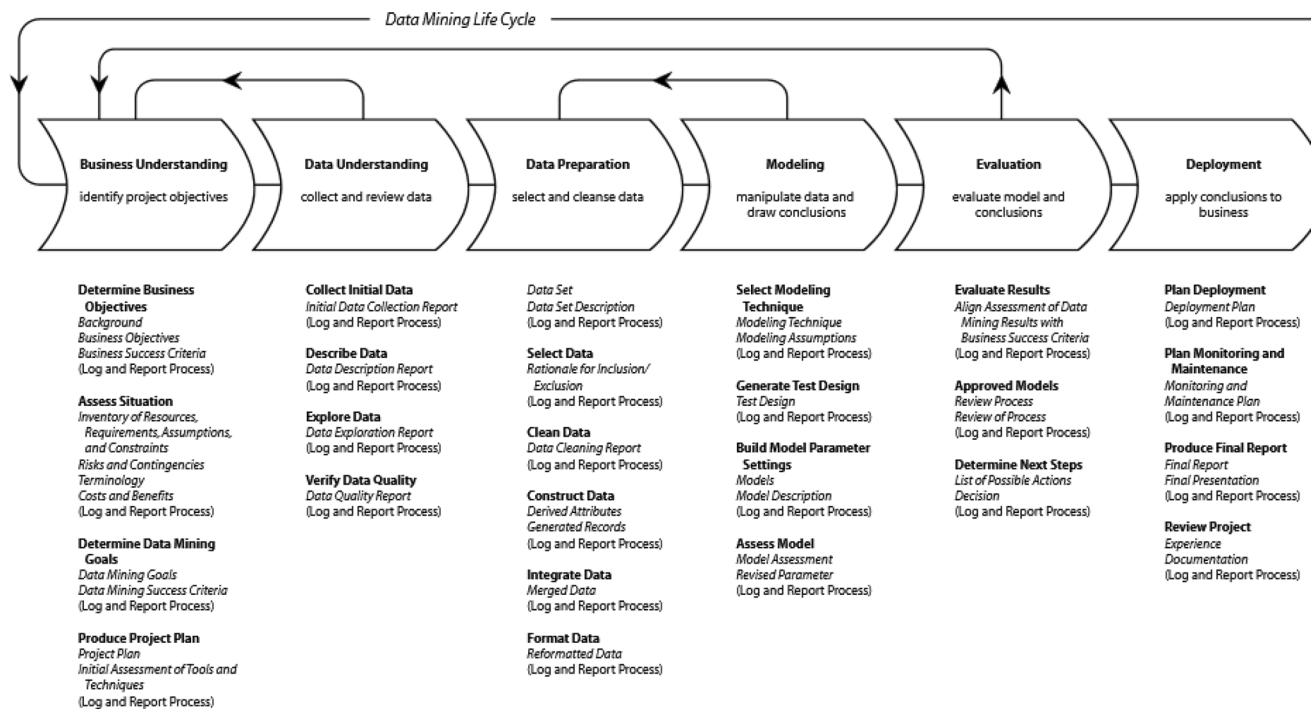 Data Mining Life Cycle
Business Understanding
identify project objectives
Data Understanding
collect and review data
Data Preparation
select and cleanse data
Modeling
manipulate data and
draw conclusions
Evaluation
evaluate model and
conclusions
Deployment
apply conclusions to
business
Determine Business
Objectives
Background
Business Objectives
Business Success Criteria
(Log and Report Process)
Assess Situation
Inventory of Resources,
Requirements, Assumptions,
and Constraints
Risks and Contingencies
Terminology
Costs and Benefits
(Log and Report Process)
Determine Data Mining
Goals
Data Mining Goals
Data Mining Success Criteria
(Log and Report Process)
Produce Project Plan
Project Plan
Initial Assessment of Tools and
Techniques
(Log and Report Process)
Collect Initial Data
Initial Data Collection Report
(Log and Report Process)
Describe Data
Data Description Report
(Log and Report Process)
Explore Data
Data Exploration Report
(Log and Report Process)
Verify Data Quality
Data Quality Report
(Log and Report Process)
Data Set
Data Set Description
(Log and Report Process)
Select Data
Rationale for Inclusion/
Exclusion
(Log and Report Process)
Clean Data
Data Cleaning Report
(Log and Report Process)
Construct Data
Derived Attributes
Generated Records
(Log and Report Process)
Integrate Data
Merged Data
(Log and Report Process)
Format Data
Reformatted Data
(Log and Report Process)
Select Modeling
Technique
Modeling Technique
Modeling Assumptions
(Log and Report Process)
Generate Test Design
Test Design
(Log and Report Process)
Build Model Parameter
Settings
Models
Model Description
(Log and Report Process)
Assess Model
Model Assessment
Revised Parameter
(Log and Report Process)
Evaluate Results
Align Assessment of Data
Mining Results with
Business Success Criteria
(Log and Report Process)
Approved Models
Review Process
Review of Process
(Log and Report Process)
Determine Next Steps
List of Possible Actions
Decision
(Log and Report Process)
Plan Deployment
Deployment Plan
(Log and Report Process)
Plan Monitoring and
Maintenance
Monitoring and
Maintenance Plan
(Log and Report Process)
Produce Final Report
Final Report
Final Presentation
(Log and Report Process)
Review Project
Experience
Documentation
(Log and Report Process)